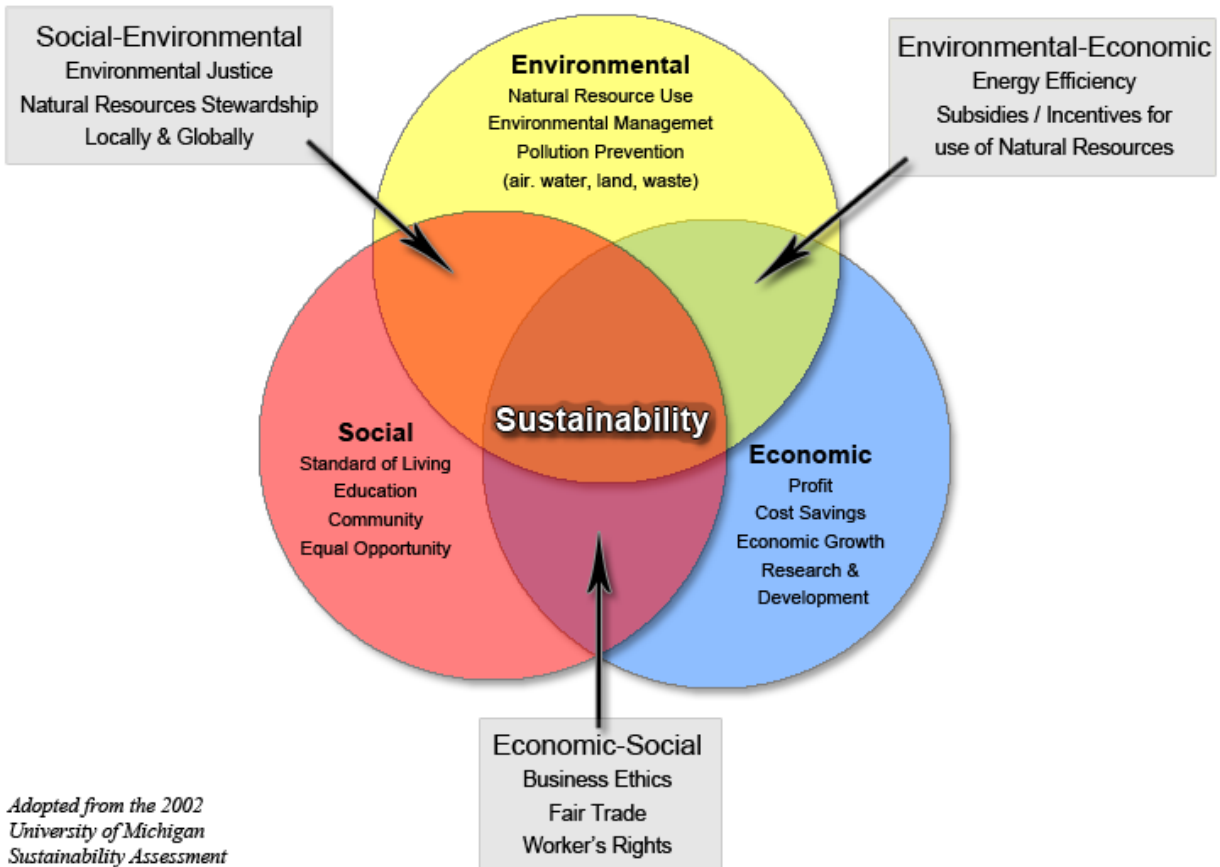 Social-Environmental
Environmental Justice
Natural Resources Stewardship
Locally & Globally
Environmental
Natural Resource Use
Environmental Managemet
Pollution Prevention
(air. water, land, waste)
Environmental-Economic
Energy Efficiency
Subsidies / Incentives for
use of Natural Resources
Sustainability
Social
Standard of Living
Education
Community
Equal Opportunity
Economic
Profit
Cost Savings
Economic Growth
Research &
Development
Economic-Social
Business Ethics
Fair Trade
Worker's Rights
Adopted from the 2002
University of Michigan
Sustainability Assessment